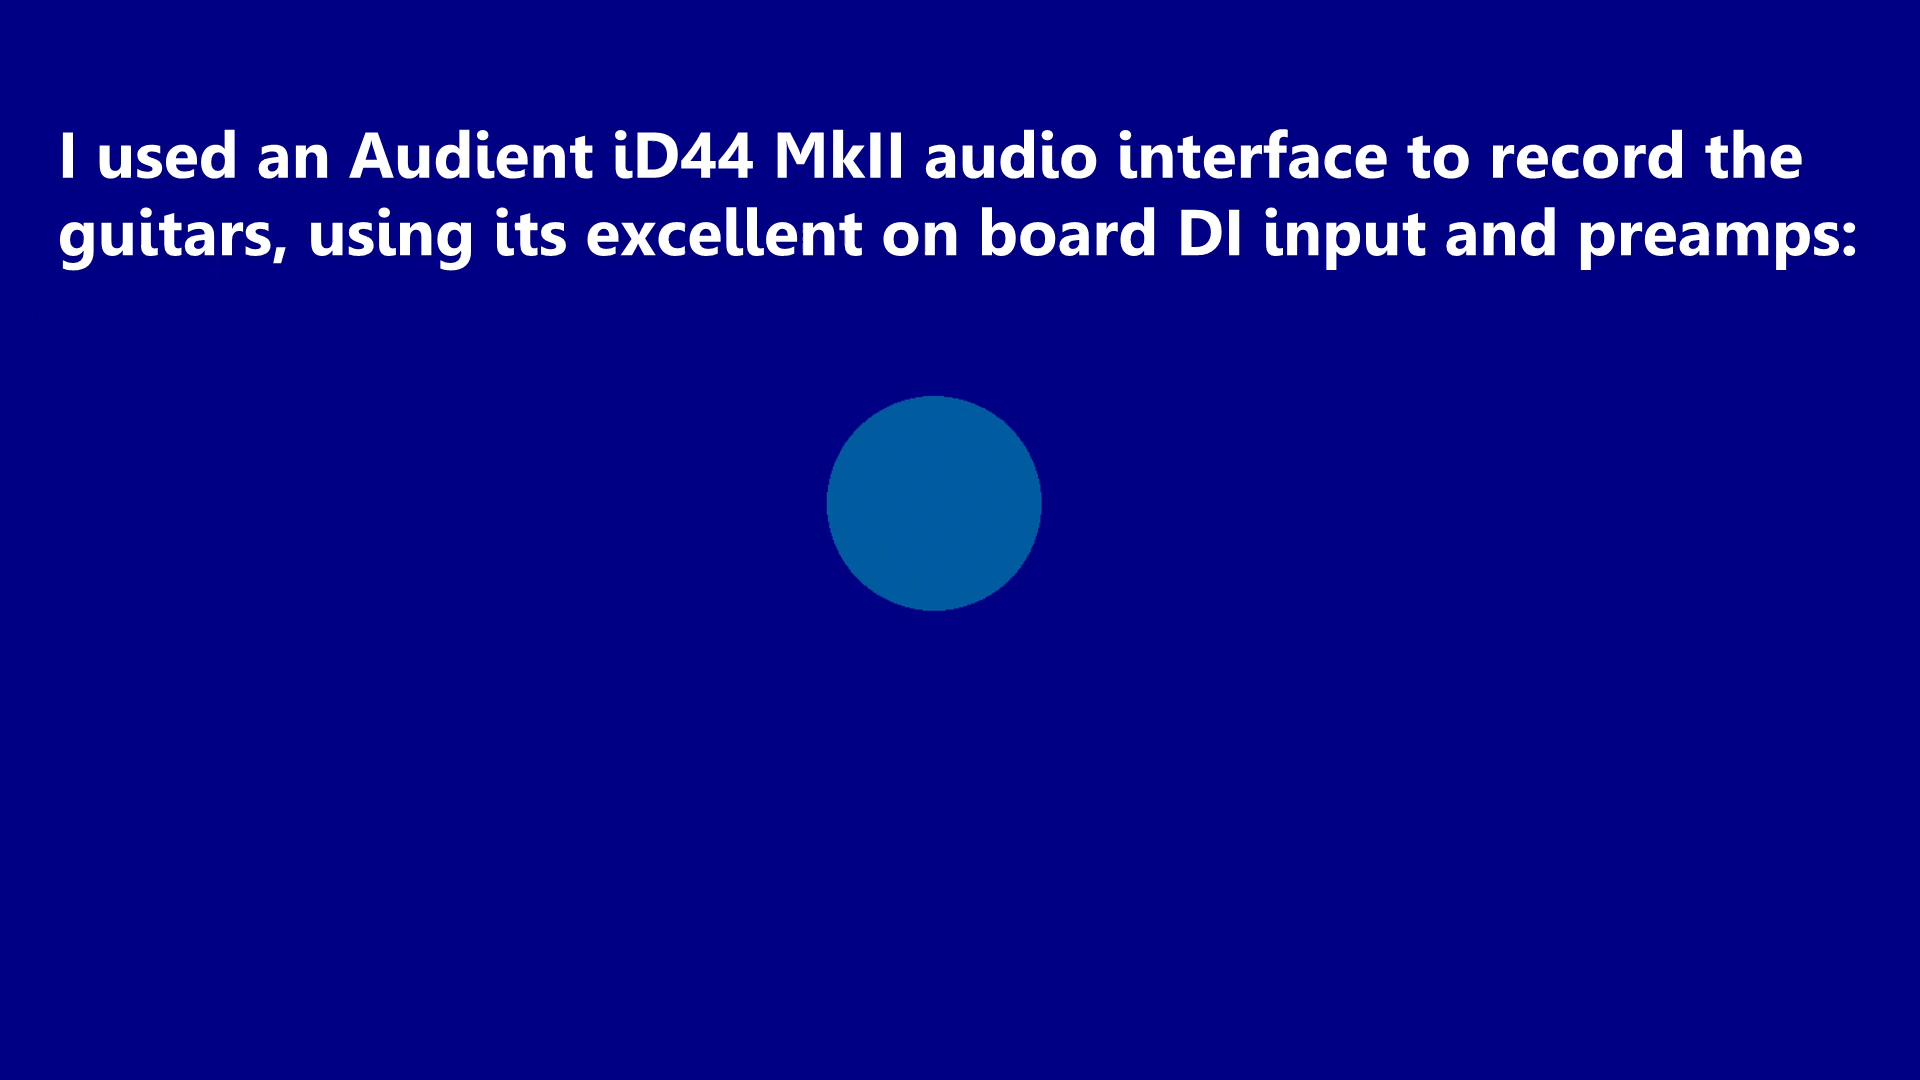 I used an Audient iD44 MkII audio interface to record the
guitars, using its excellent on board DI input and preamps: